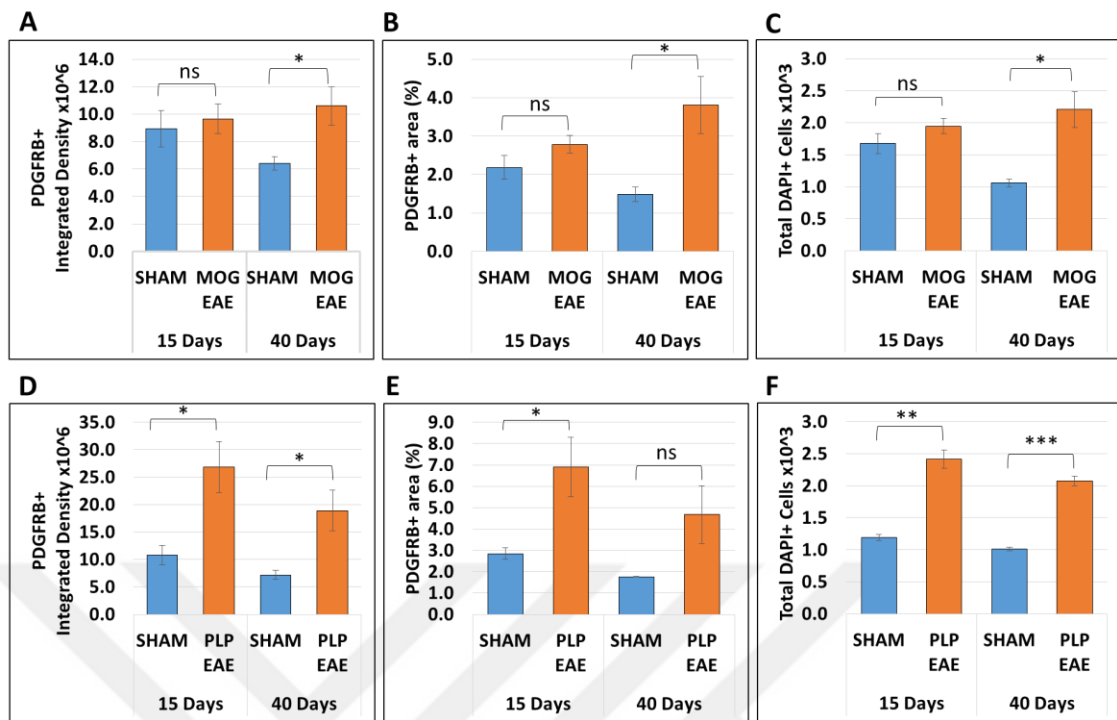 A
PDGFRB+
Integrated Density x10^6
14.0
12.0
10.0
8.0
6.0
4.0
2.0
0.0
ns
*
SHAM MOG EAE SHAM MOG EAE
15 Days 40 Days
B
PDGFRB+ area (%)
5.0
4.0
3.0
2.0
1.0
0.0
ns
*
SHAM MOG EAE SHAM MOG EAE
15 Days 40 Days
C
Total DAPI+ Cells x10^3
3.0
2.5
2.0
1.5
1.0
0.5
0.0
ns
*
SHAM MOG EAE SHAM MOG EAE
15 Days 40 Days
D
PDGFRB+
Integrated Density x10^6
35.0
30.0
25.0
20.0
15.0
10.0
5.0
0.0
*
*
SHAM PLP EAE SHAM PLP EAE
15 Days 40 Days
E
PDGFRB+ area (%)
9.0
8.0
7.0
6.0
5.0
4.0
3.0
2.0
1.0
0.0
*
ns
SHAM PLP EAE SHAM PLP EAE
15 Days 40 Days
F
Total DAPI+ Cells x10^3
3.0
2.5
2.0
1.5
1.0
0.5
0.0
**
***
SHAM PLP EAE SHAM PLP EAE
15 Days 40 Days